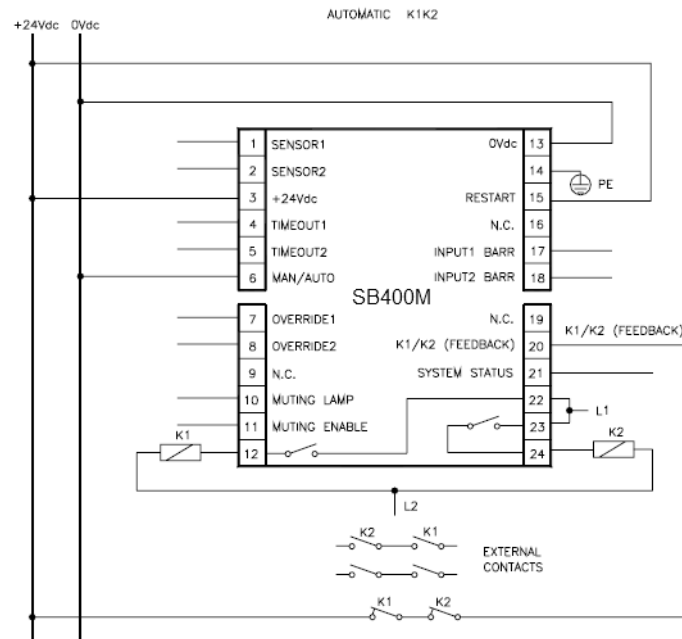 AUTOMATIC K1K2
+24Vdc 0Vdc
1 SENSOR1 0Vdc 13
2 SENSOR2 14 PE
3 +24Vdc RESTART 15
4 TIMEOUT1 N.C. 16
5 TIMEOUT2 INPUT1 BARR 17
6 MAN/AUTO INPUT2 BARR 18
SB400M
7 OVERRIDE1 N.C. 19
K1/K2 (FEEDBACK)
8 OVERRIDE2 K1/K2 (FEEDBACK) 20
9 N.C. SYSTEM STATUS 21
10 MUTING LAMP 22
L1
11 MUTING ENABLE 23
K1 K2
12 24
L2
K2 K1
EXTERNAL
CONTACTS
K1 K2